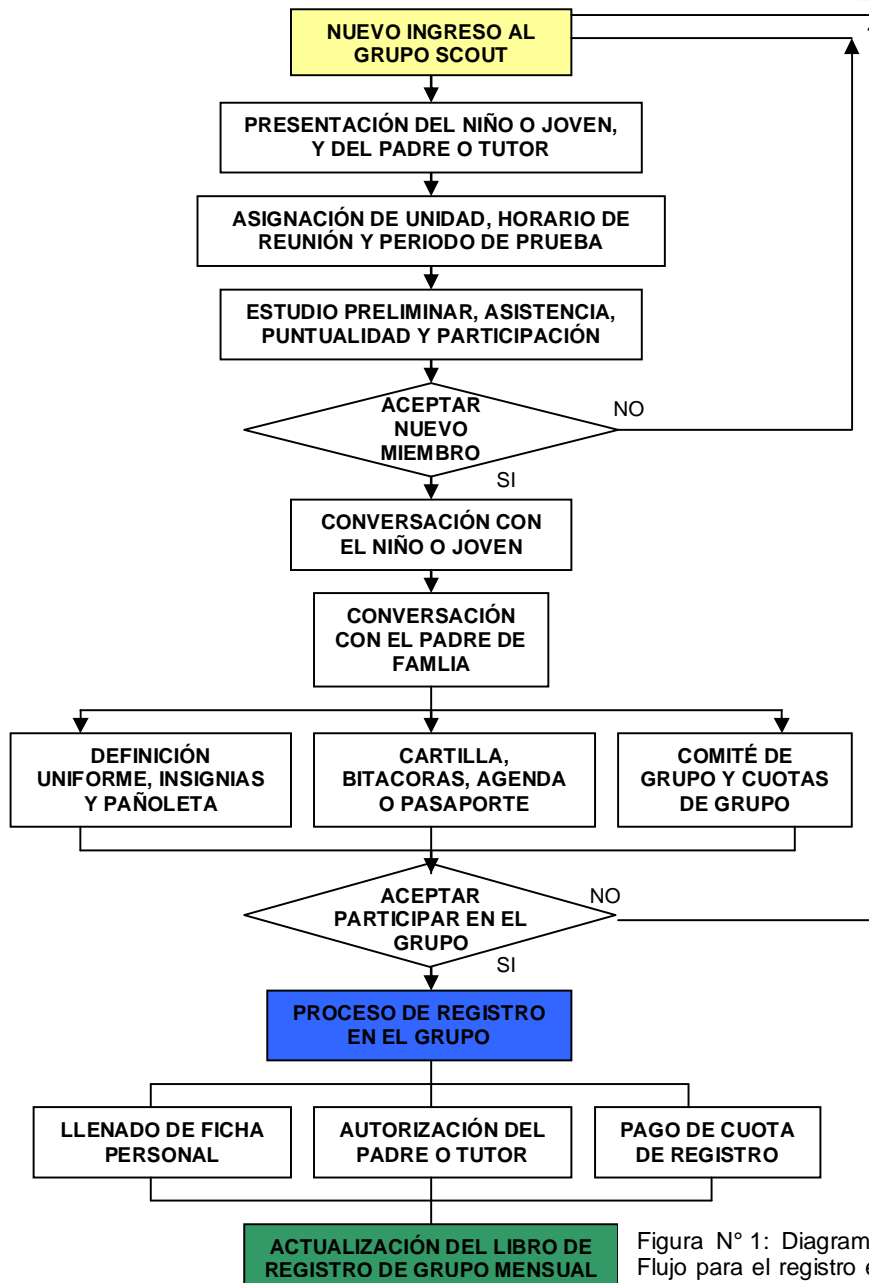 NUEVO INGRESO AL
GRUPO SCOUT
PRESENTACIÓN DEL NIÑO O JOVEN,
Y DEL PADRE O TUTOR
ASIGNACIÓN DE UNIDAD, HORARIO DE
REUNIÓN Y PERIODO DE PRUEBA
ESTUDIO PRELIMINAR, ASISTENCIA,
PUNTUALIDAD Y PARTICIPACIÓN
ACEPTAR
NUEVO
MIEMBRO
NO
SI
CONVERSACIÓN CON
EL NIÑO O JOVEN
CONVERSACIÓN
CON EL PADRE DE
FAMLIA
DEFINICIÓN
UNIFORME, INSIGNIAS
Y PAÑOLETA
CARTILLA,
BITACORAS, AGENDA
O PASAPORTE
COMITÉ DE
GRUPO Y CUOTAS
DE GRUPO
ACEPTAR
PARTICIPAR EN EL
GRUPO
NO
SI
PROCESO DE REGISTRO
EN EL GRUPO
LLENADO DE FICHA
PERSONAL
AUTORIZACIÓN DEL
PADRE O TUTOR
PAGO DE CUOTA
DE REGISTRO
ACTUALIZACIÓN DEL LIBRO DE
REGISTRO DE GRUPO MENSUAL
Figura N° 1: Diagram
Flujo para el registro e